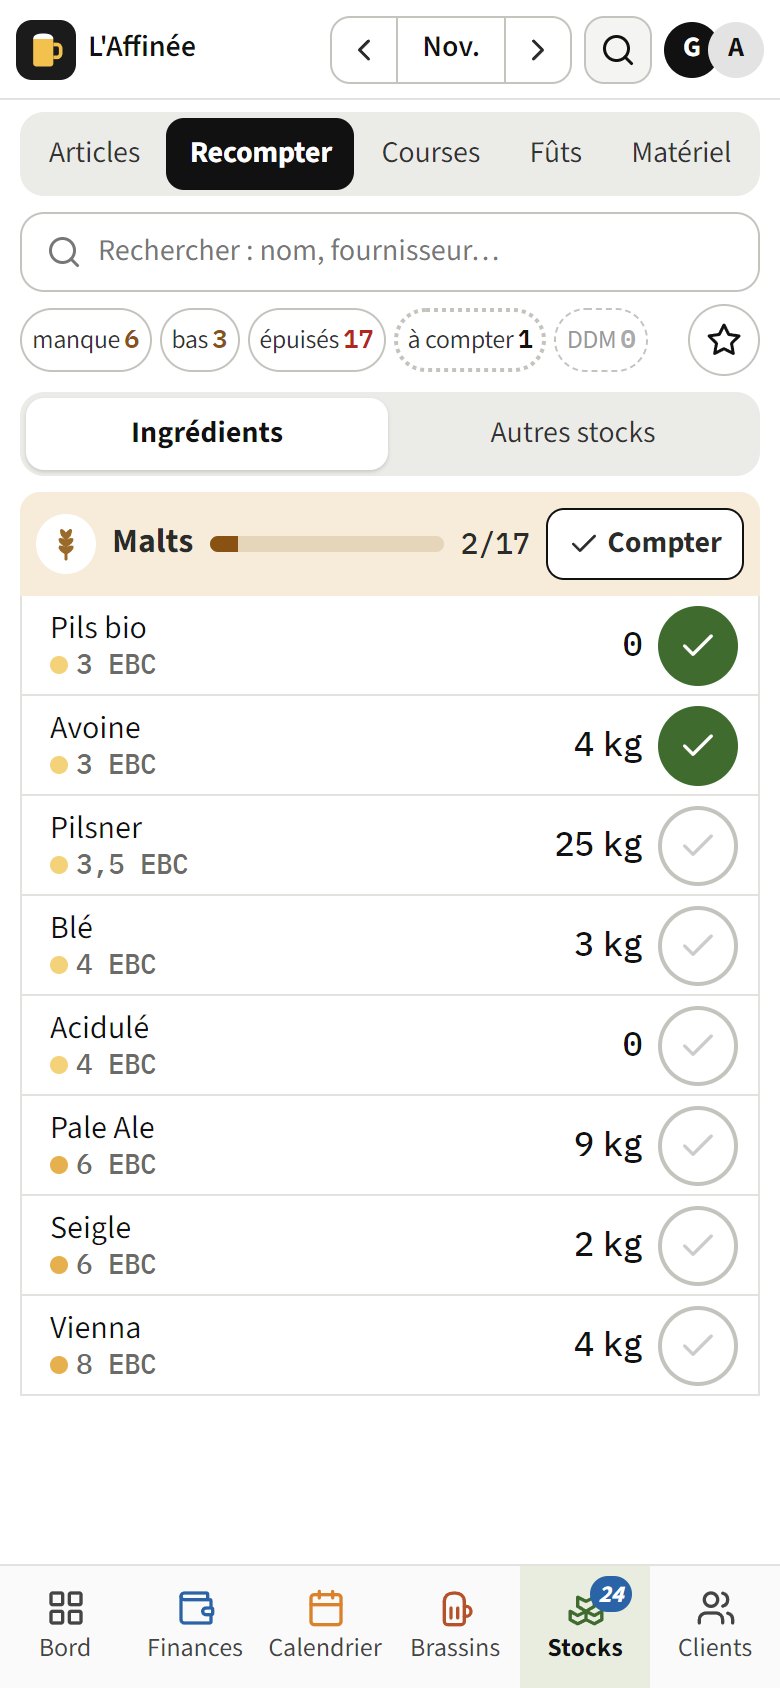 L'Affinée
Nov.
G
A
Articles
Recompter
Courses
Fûts
Matériel
Rechercher : nom, fournisseur…
manque 6
bas 3
épuisés 17
à compter 1
DDM 0
Ingrédients
Autres stocks
Malts
2/17
Compter
Pils bio
0
3 EBC
Avoine
4 kg
3 EBC
Pilsner
25 kg
3,5 EBC
Blé
3 kg
4 EBC
Acidulé
0
4 EBC
Pale Ale
9 kg
6 EBC
Seigle
2 kg
6 EBC
Vienna
4 kg
8 EBC
24
Bord
Finances
Calendrier
Brassins
Stocks
Clients